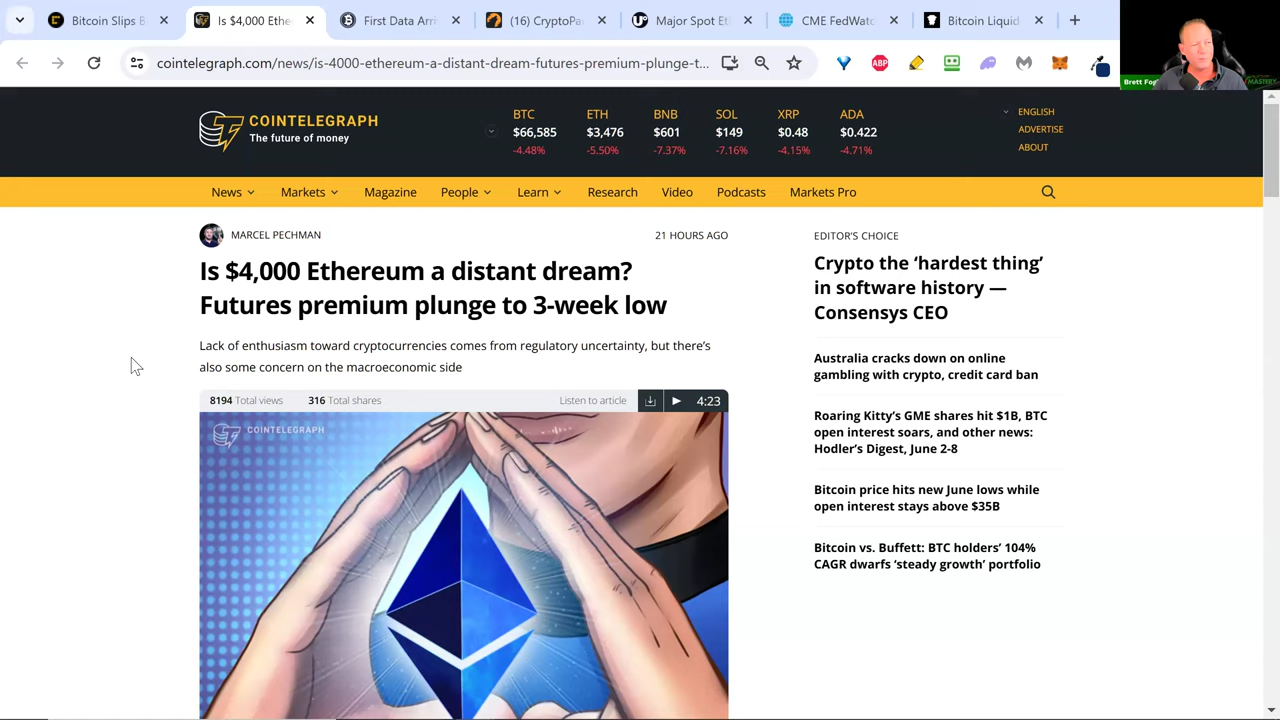 Bitcoin Slips B
Is $4,000 Ethe
First Data Arri
(16) CryptoPa
Major Spot Et
CME FedWat
Bitcoin Liquid
cointelegraph.com/news/is-4000-ethereum-a-distant-dream-futures-premium-plunge-t...
ABP
Brett Fog
MASTERY
COINTELEGRAPH
The future of money
BTC ETH BNB SOL XRP ADA
$66,585 $3,476 $601 $149 $0.48 $0.422
-4.48% -5.50% -7.37% -7.16% -4.15% -4.71%
ENGLISH
ADVERTISE
ABOUT
News Markets Magazine People Learn Research Video Podcasts Markets Pro
MARCEL PECHMAN
21 HOURS AGO
Is $4,000 Ethereum a distant dream?
Futures premium plunge to 3-week low
Lack of enthusiasm toward cryptocurrencies comes from regulatory uncertainty, but there's
also some concern on the macroeconomic side
8194 Total views 316 Total shares Listen to article 4:23
COINTELEGRAPH
EDITOR'S CHOICE
Crypto the ‘hardest thing’
in software history —
Consensys CEO
Australia cracks down on online
gambling with crypto, credit card ban
Roaring Kitty's GME shares hit $1B, BTC
open interest soars, and other news:
Hodler's Digest, June 2-8
Bitcoin price hits new June lows while
open interest stays above $35B
Bitcoin vs. Buffett: BTC holders’ 104%
CAGR dwarfs ‘steady growth’ portfolio